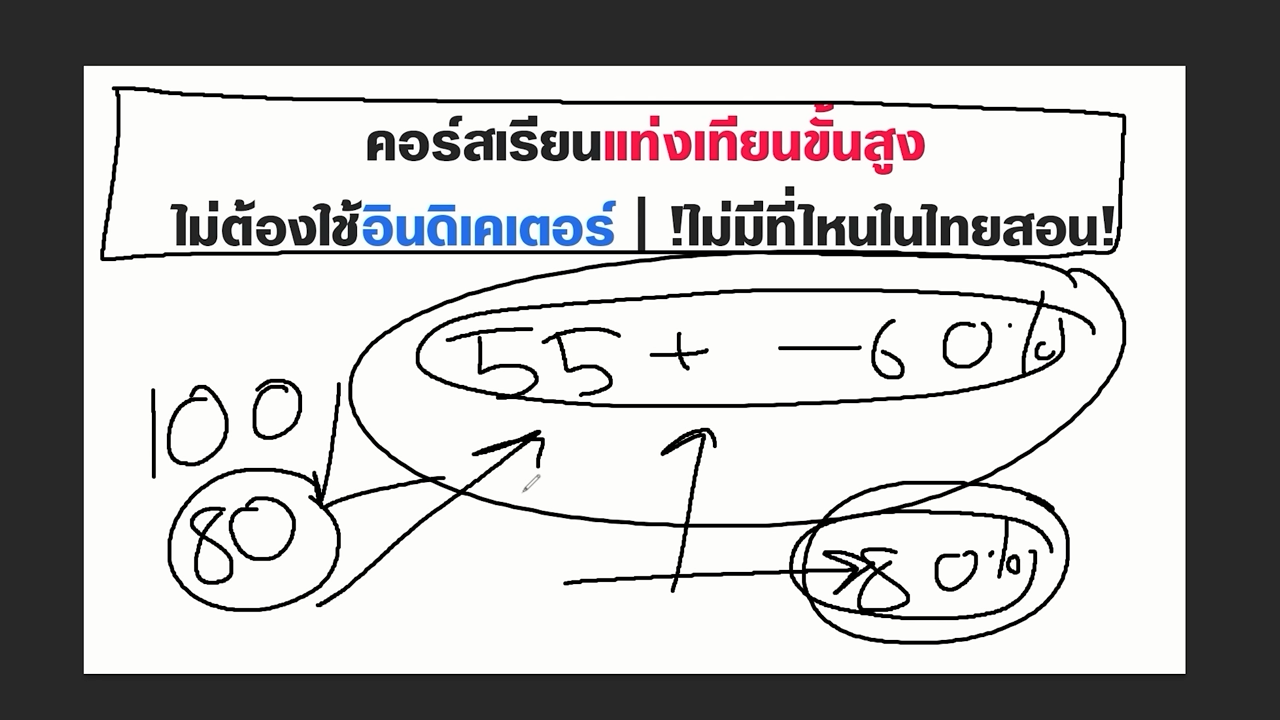 คอร์สเรียนแท่งเทียนขั้นสูง
ไม่ต้องใช้อินดิเคเตอร์ | !ไม่มีที่ไหนในไทยสอน!
55 + - 60%
100
80
80%